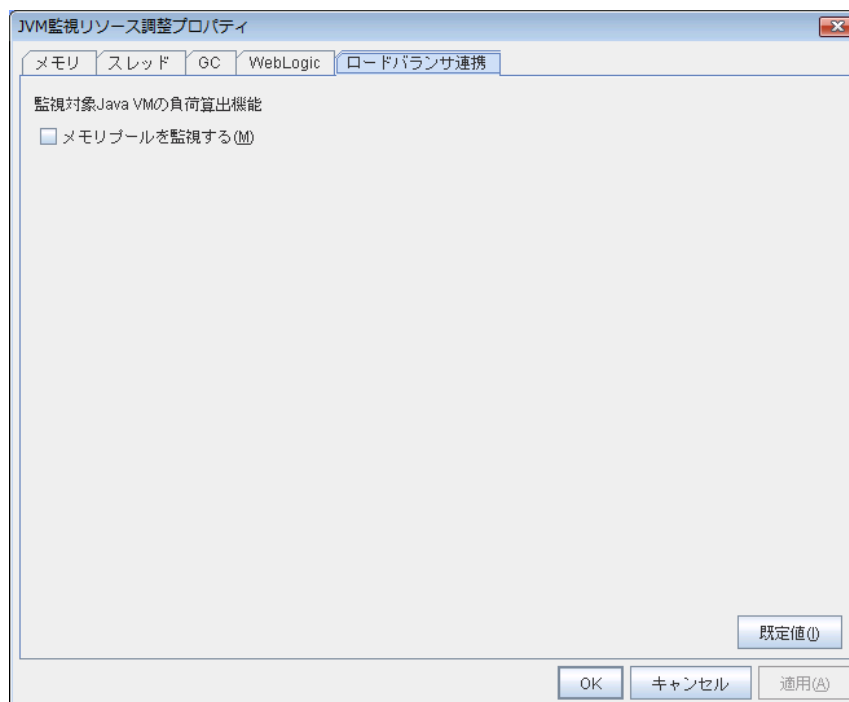 JVM監視リソース調整プロパティ
メモリ スレッド GC WebLogic ロードバランサ連携
監視対象Java VMの負荷算出機能
メモリプールを監視する(M)
既定値(I)
OK キャンセル 適用(A)